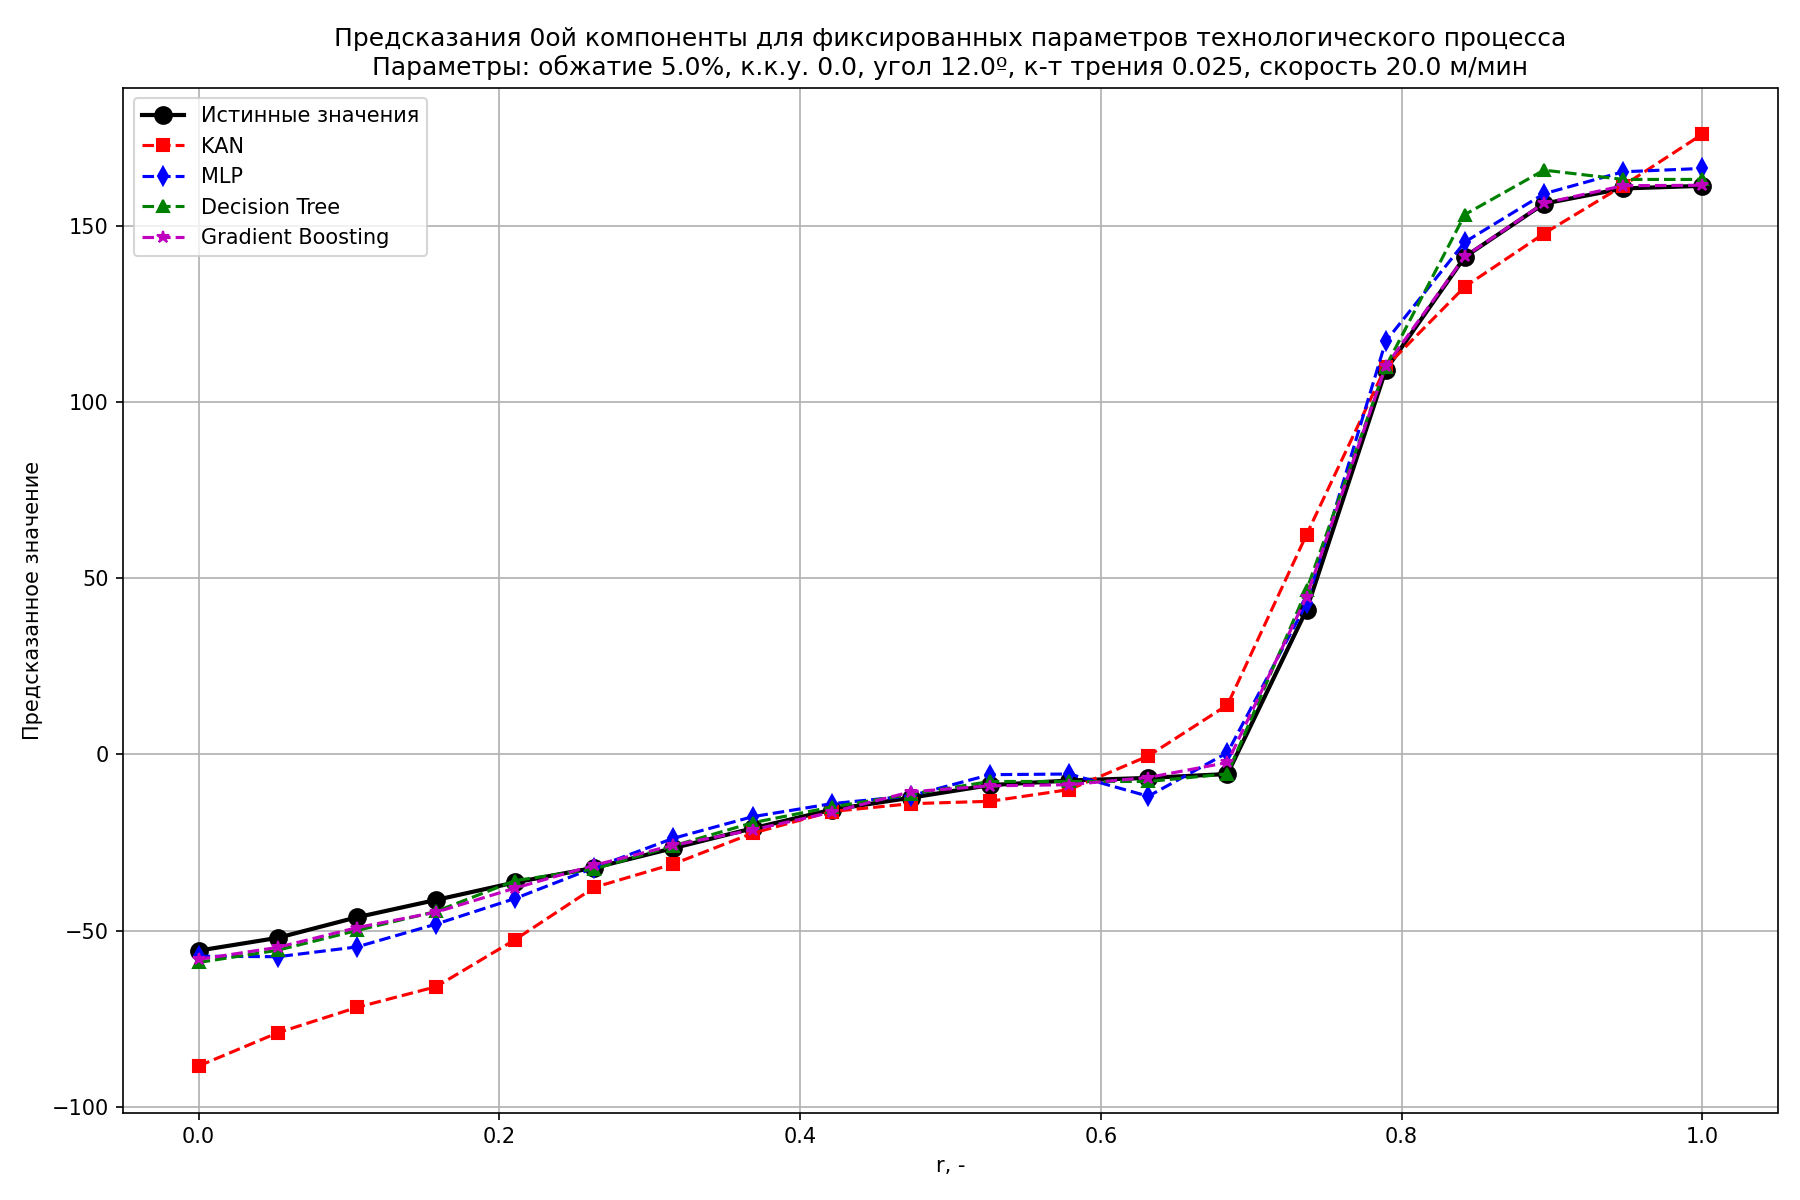 Предсказания 0ой компоненты для фиксированных параметров технологического процесса
Параметры: обжатие 5.0%, к.к.у. 0.0, угол 12.0º, к-т трения 0.025, скорость 20.0 м/мин
Истинные значения
KAN
MLP
Decision Tree
Gradient Boosting
Предсказанное значение
150
100
50
0
−50
−100
0.0 0.2 0.4 0.6 0.8 1.0
r, -